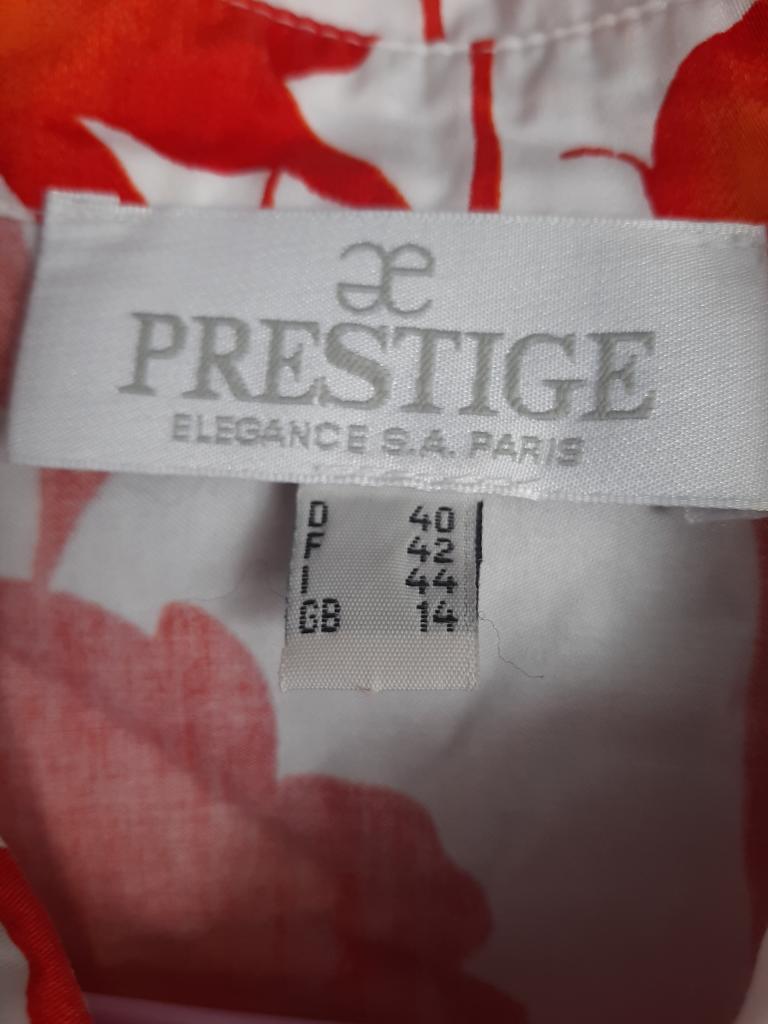 æ
PRESTIGE
ELEGANCE S.A. PARIS
D 40
F 42
I 44
GB 14